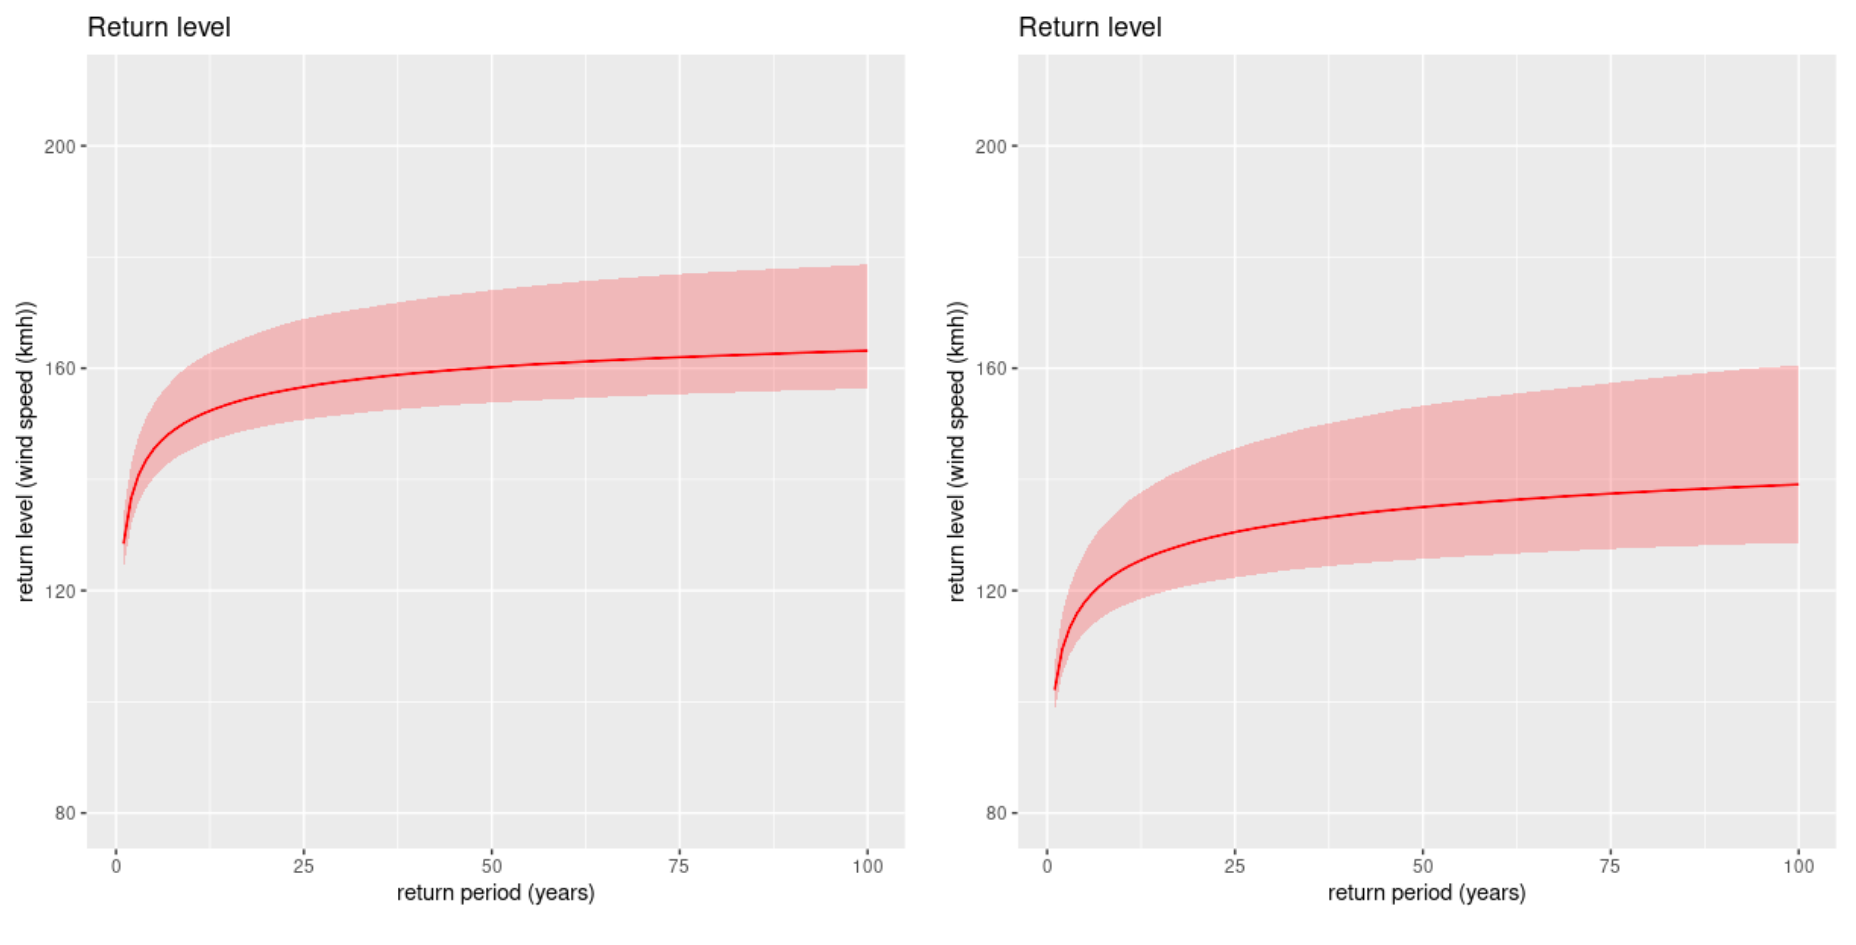 Return level
return level (wind speed (kmh))
200
160
120
80
0 25 50 75 100
return period (years)
Return level
return level (wind speed (kmh))
200
160
120
80
0 25 50 75 100
return period (years)